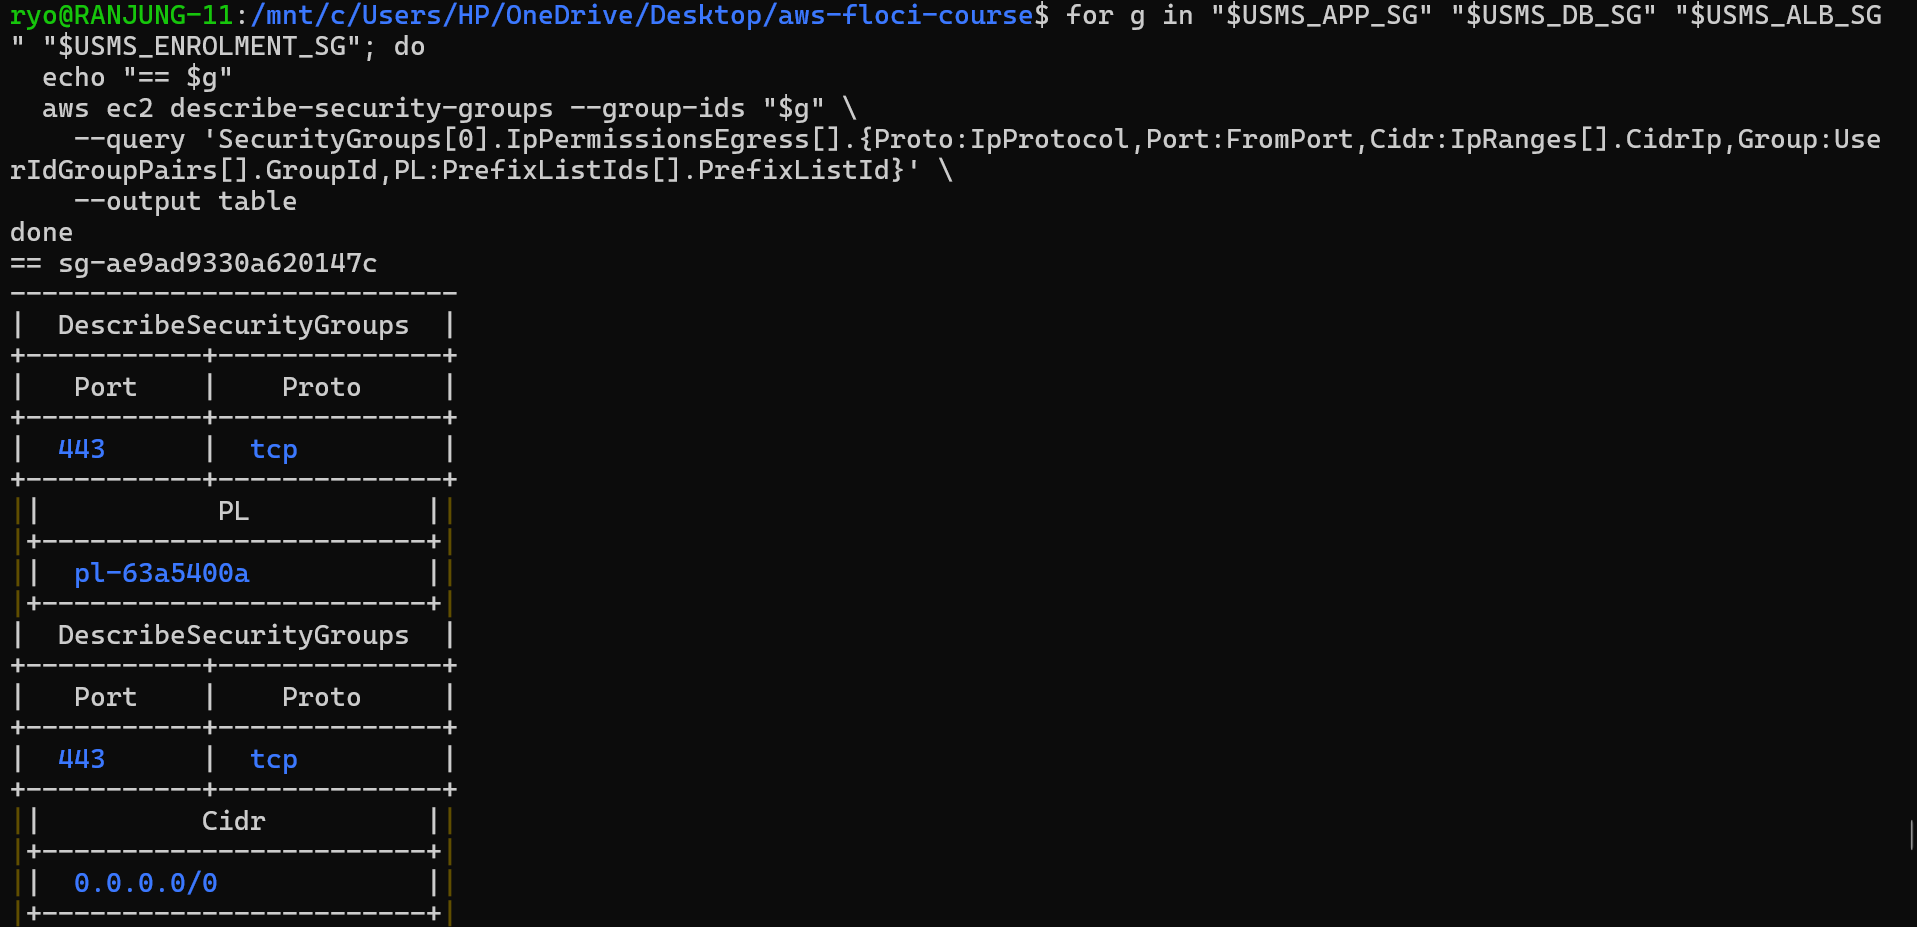 ryo@RANJUNG-11:/mnt/c/Users/HP/OneDrive/Desktop/aws-floci-course$ for g in "$USMS_APP_SG" "$USMS_DB_SG" "$USMS_ALB_SG
" "$USMS_ENROLMENT_SG"; do
  echo "== $g"
  aws ec2 describe-security-groups --group-ids "$g" \
    --query 'SecurityGroups[0].IpPermissionsEgress[].{Proto:IpProtocol,Port:FromPort,Cidr:IpRanges[].CidrIp,Group:Use
rIdGroupPairs[].GroupId,PL:PrefixListIds[].PrefixListId}' \
    --output table
done
== sg-ae9ad9330a620147c
----------------------------
|  DescribeSecurityGroups  |
+-----------+--------------+
|   Port    |    Proto     |
+-----------+--------------+
|  443      |  tcp         |
+-----------+--------------+
||           PL            ||
|+-------------------------+|
||  pl-63a5400a            ||
|+-------------------------+|
|  DescribeSecurityGroups  |
+-----------+--------------+
|   Port    |    Proto     |
+-----------+--------------+
|  443      |  tcp         |
+-----------+--------------+
||          Cidr           ||
|+-------------------------+|
||  0.0.0.0/0              ||
|+-------------------------+|